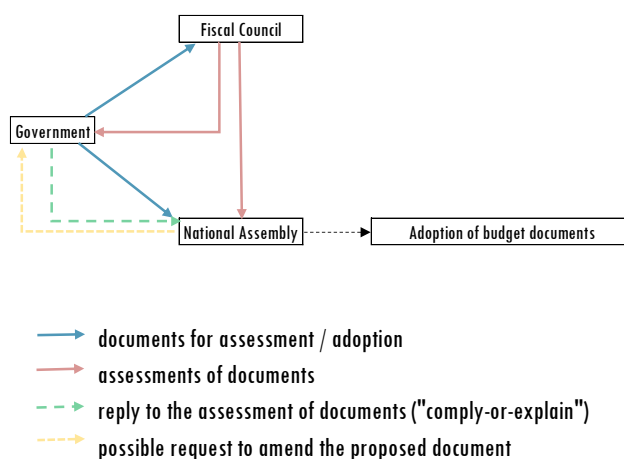 Fiscal Council
Government
National Assembly
Adoption of budget documents
documents for assessment / adoption
assessments of documents
reply to the assessment of documents ("comply-or-explain")
possible request to amend the proposed document